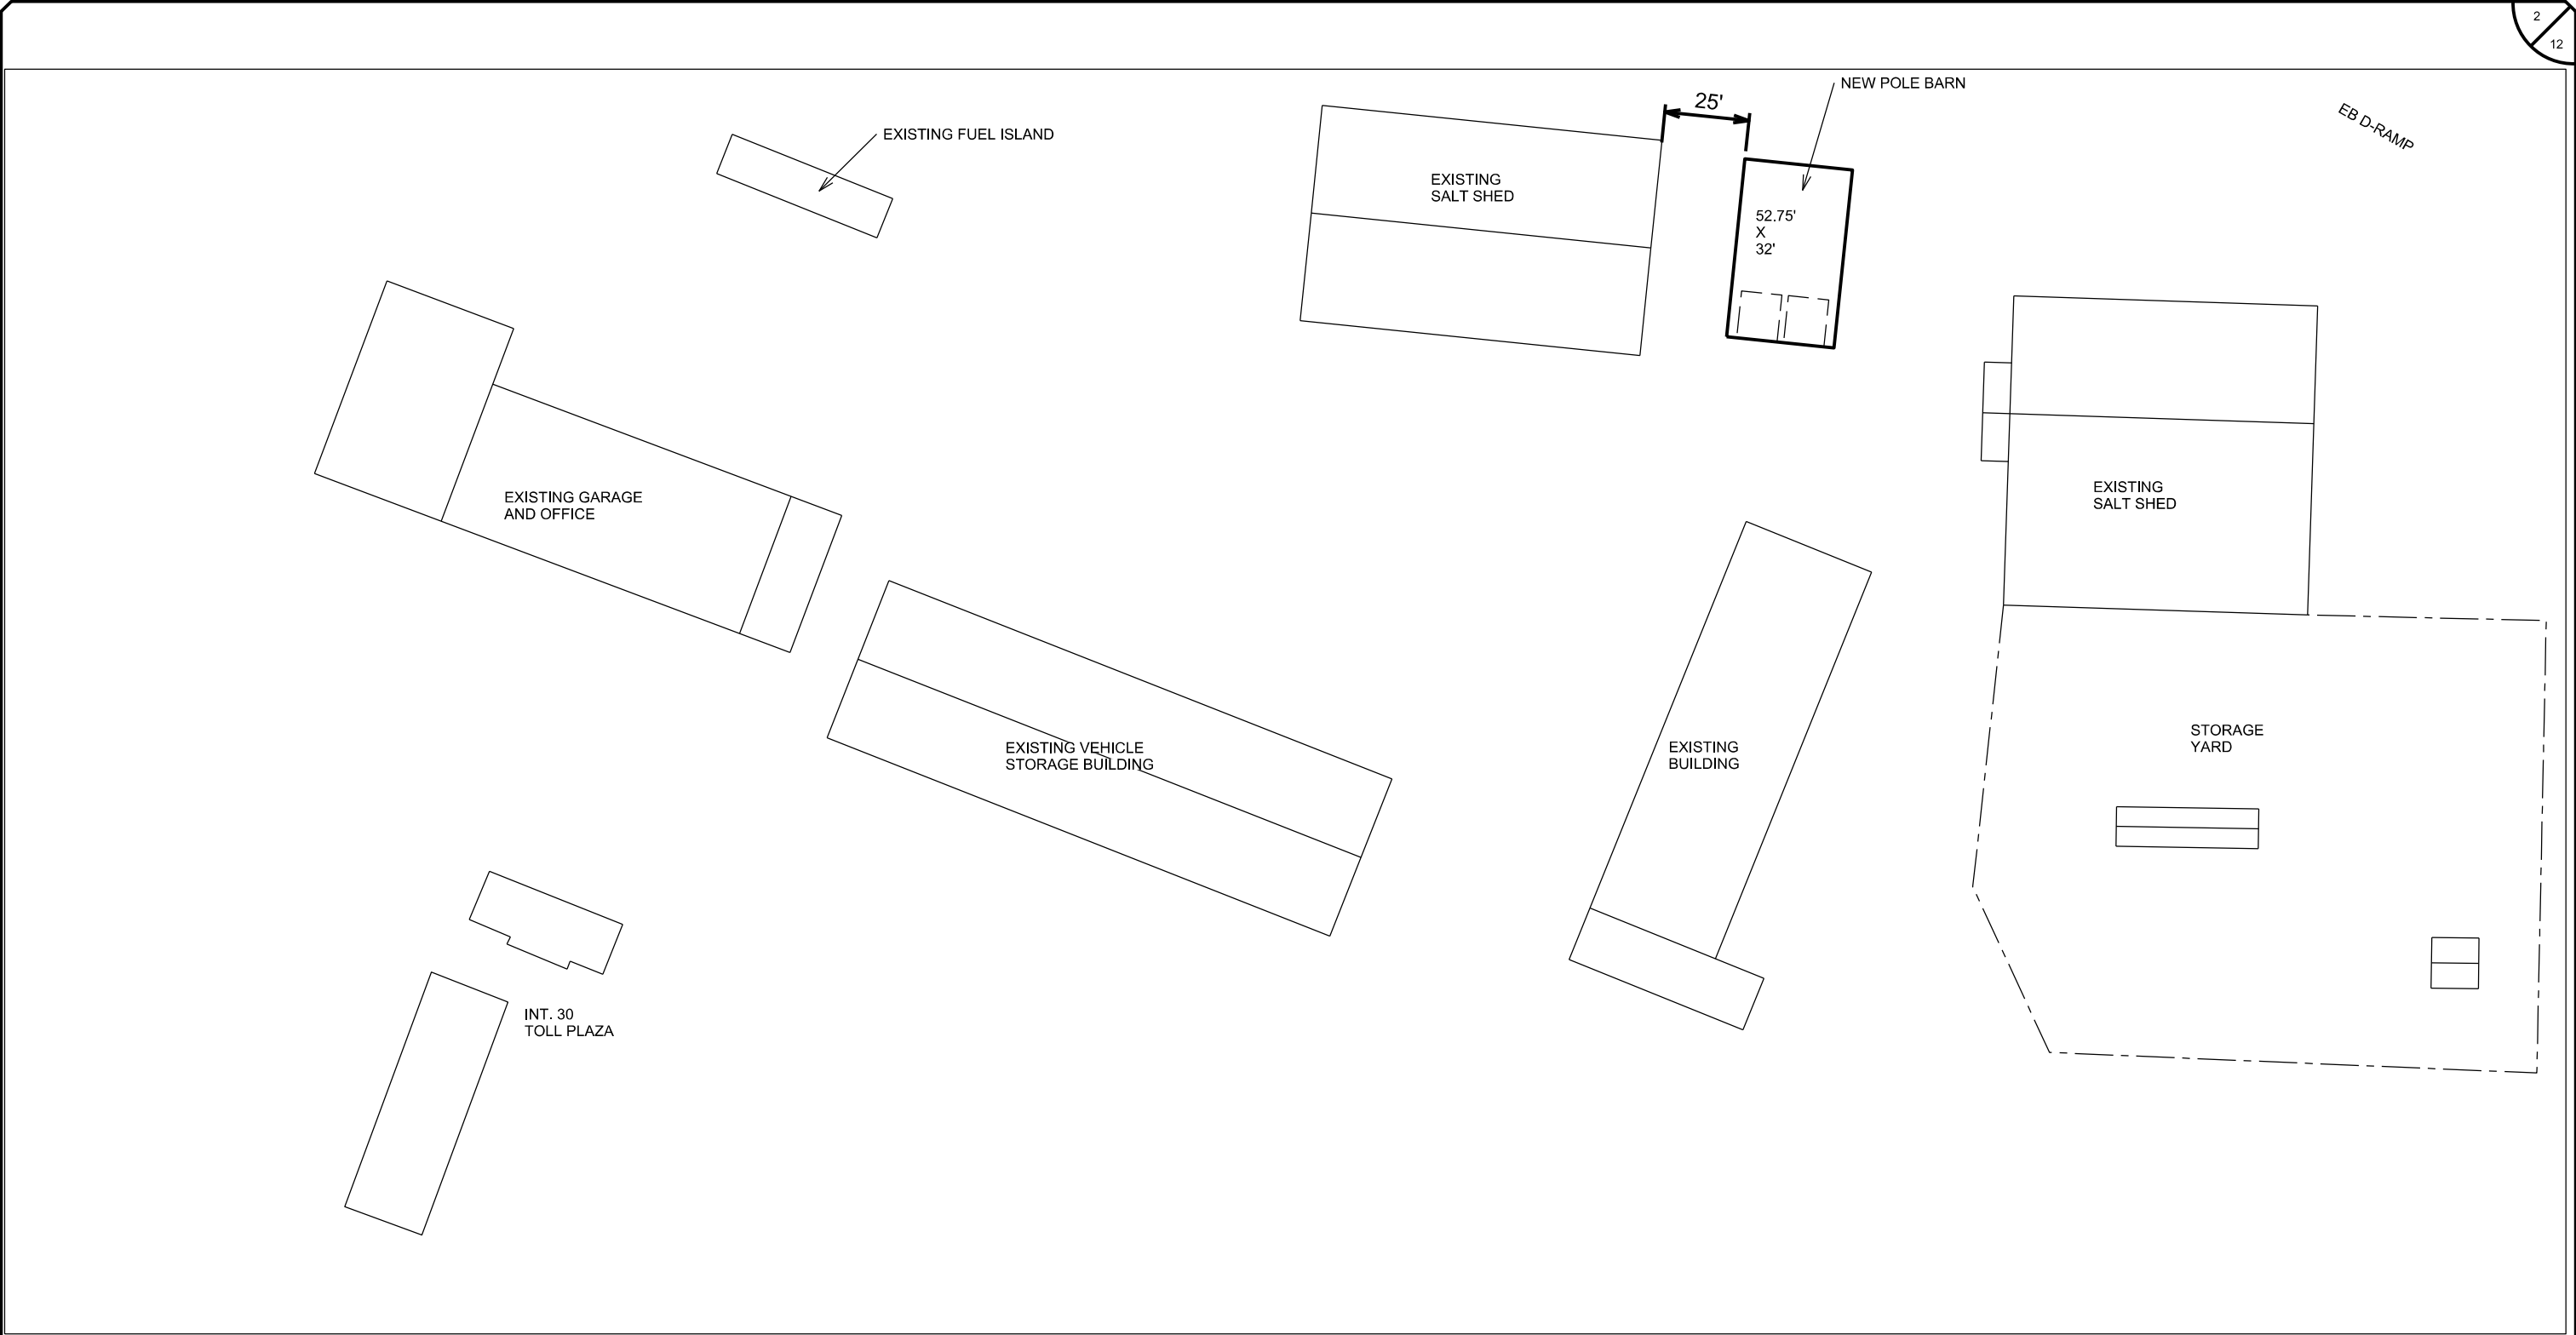 2
12
NEW POLE BARN
25'
EB D-RAMP
EXISTING FUEL ISLAND
EXISTING
SALT SHED
52.75'
X
32'
EXISTING GARAGE
AND OFFICE
EXISTING
SALT SHED
EXISTING VEHICLE
STORAGE BUILDING
EXISTING
BUILDING
STORAGE
YARD
INT. 30
TOLL PLAZA